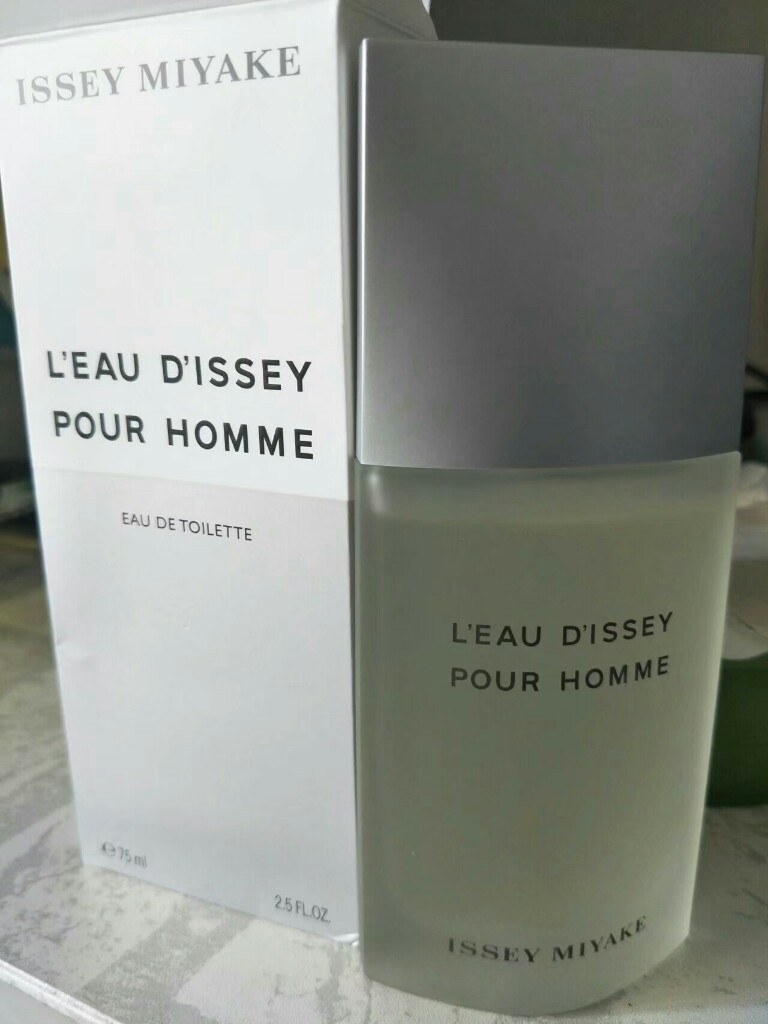 ISSEY MIYAKE
L'EAU D'ISSEY
POUR HOMME
EAU DE TOILETTE
℮ 75 ml
2.5 FL.OZ.
L'EAU D'ISSEY
POUR HOMME
ISSEY MIYAKE